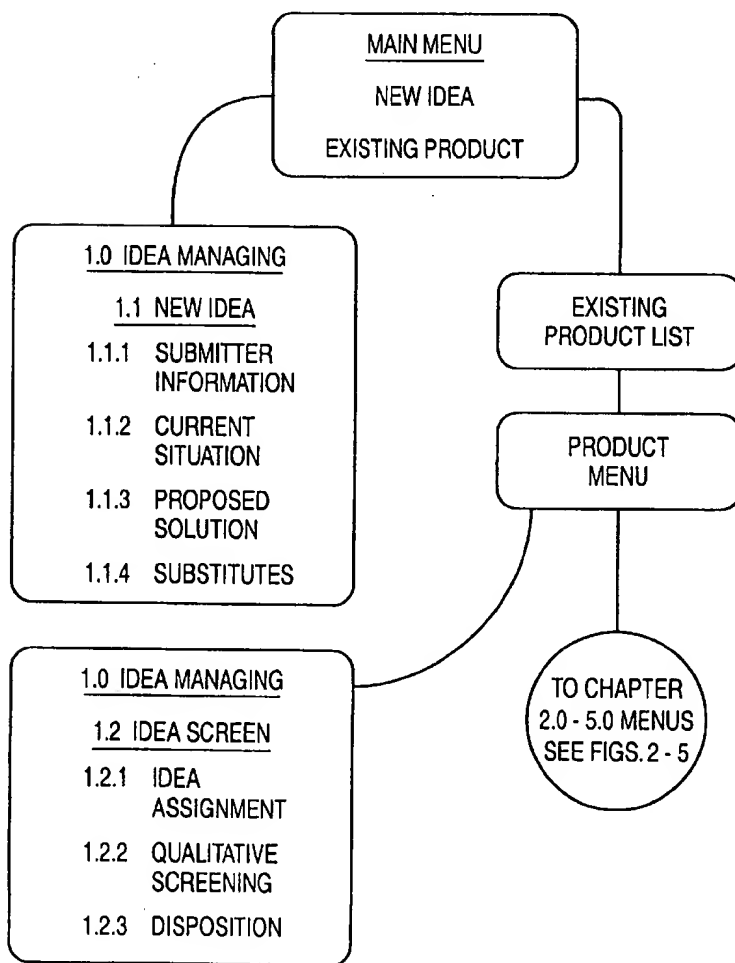 MAIN MENU
NEW IDEA
EXISTING PRODUCT
1.0 IDEA MANAGING
1.1 NEW IDEA
1.1.1 SUBMITTER
INFORMATION
1.1.2 CURRENT
SITUATION
1.1.3 PROPOSED
SOLUTION
1.1.4 SUBSTITUTES
EXISTING
PRODUCT LIST
PRODUCT
MENU
1.0 IDEA MANAGING
1.2 IDEA SCREEN
1.2.1 IDEA
ASSIGNMENT
1.2.2 QUALITATIVE
SCREENING
1.2.3 DISPOSITION
TO CHAPTER
2.0 - 5.0 MENUS
SEE FIGS. 2 - 5